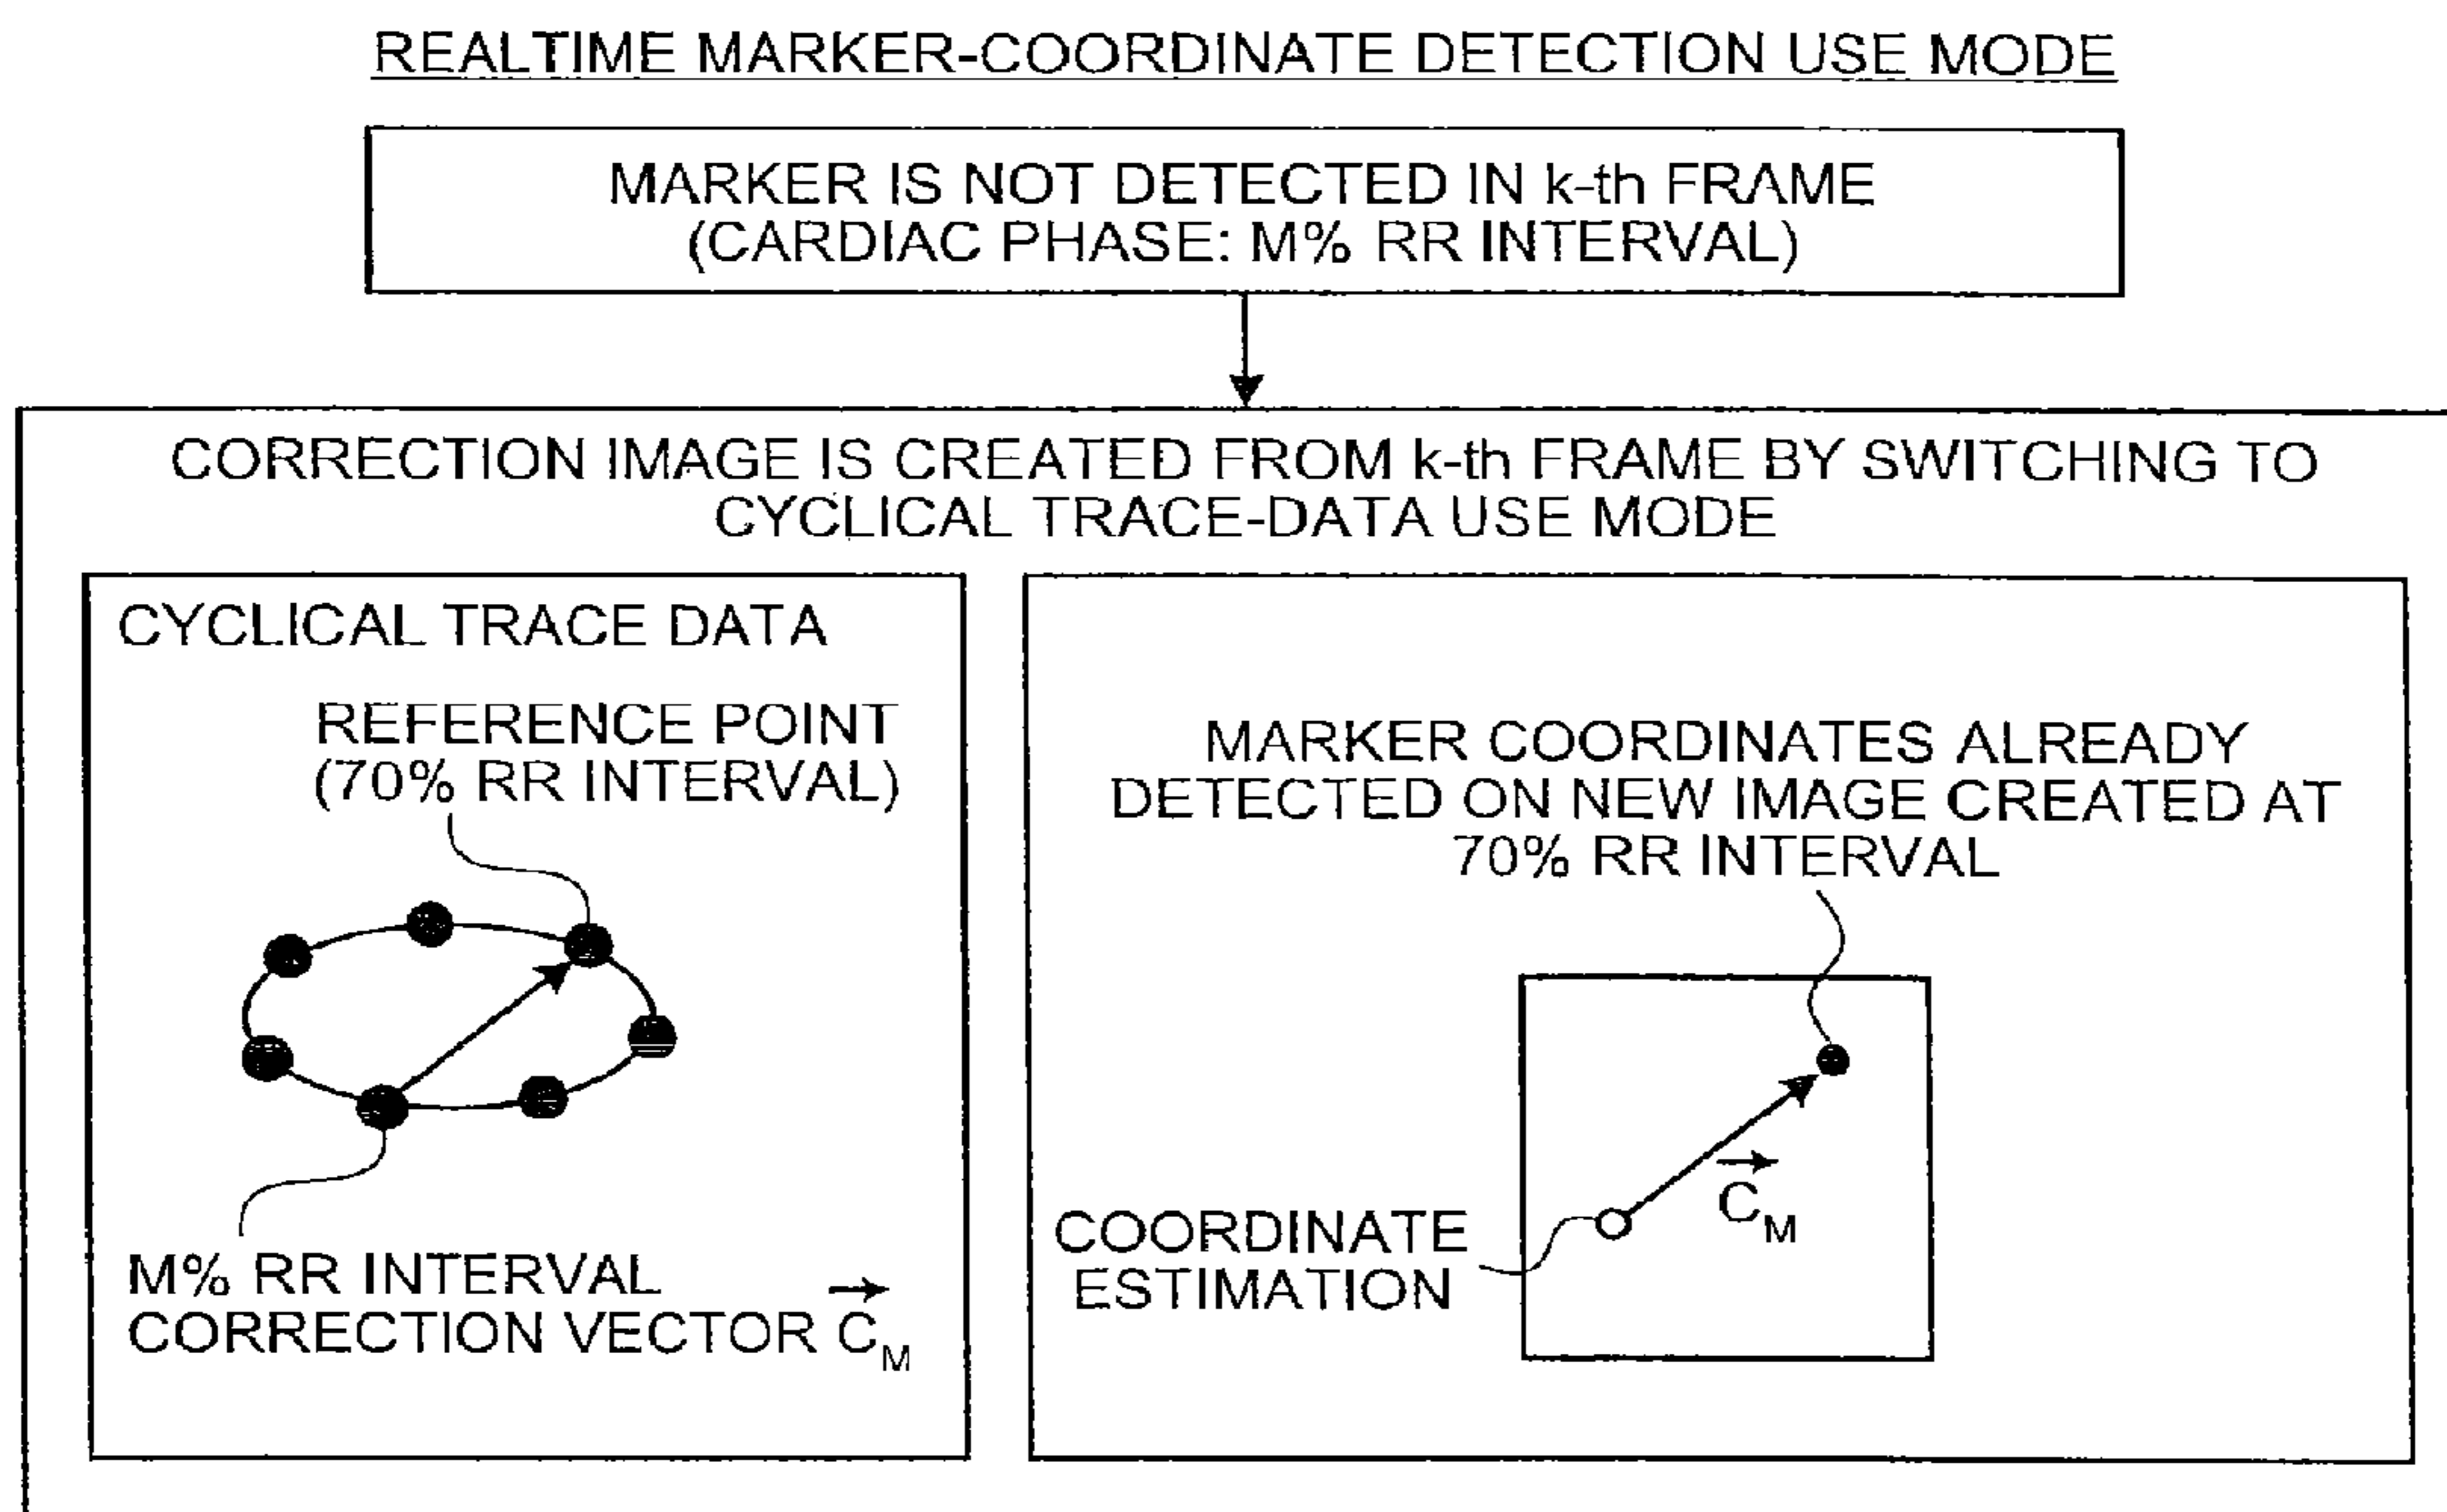 REALTIME MARKER-COORDINATE DETECTION USE MODE
MARKER IS NOT DETECTED IN k-th FRAME
(CARDIAC PHASE: M% RR INTERVAL)
CORRECTION IMAGE IS CREATED FROM k-th FRAME BY SWITCHING TO
CYCLICAL TRACE-DATA USE MODE
CYCLICAL TRACE DATA
REFERENCE POINT
(70% RR INTERVAL)
M% RR INTERVAL
CORRECTION VECTOR C⃗_M
MARKER COORDINATES ALREADY
DETECTED ON NEW IMAGE CREATED AT
70% RR INTERVAL
C⃗_M
COORDINATE
ESTIMATION